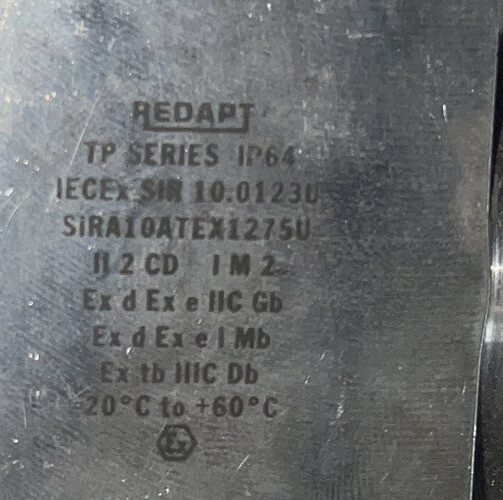 REDAPT
TP SERIES IP64
IECEx SIR 10.0123U
SiRA10ATEX1275U
II 2 CD I M 2
Ex d Ex e IIC Gb
Ex d Ex e I Mb
Ex tb IIIC Db
-20°C to +60°C
Ex